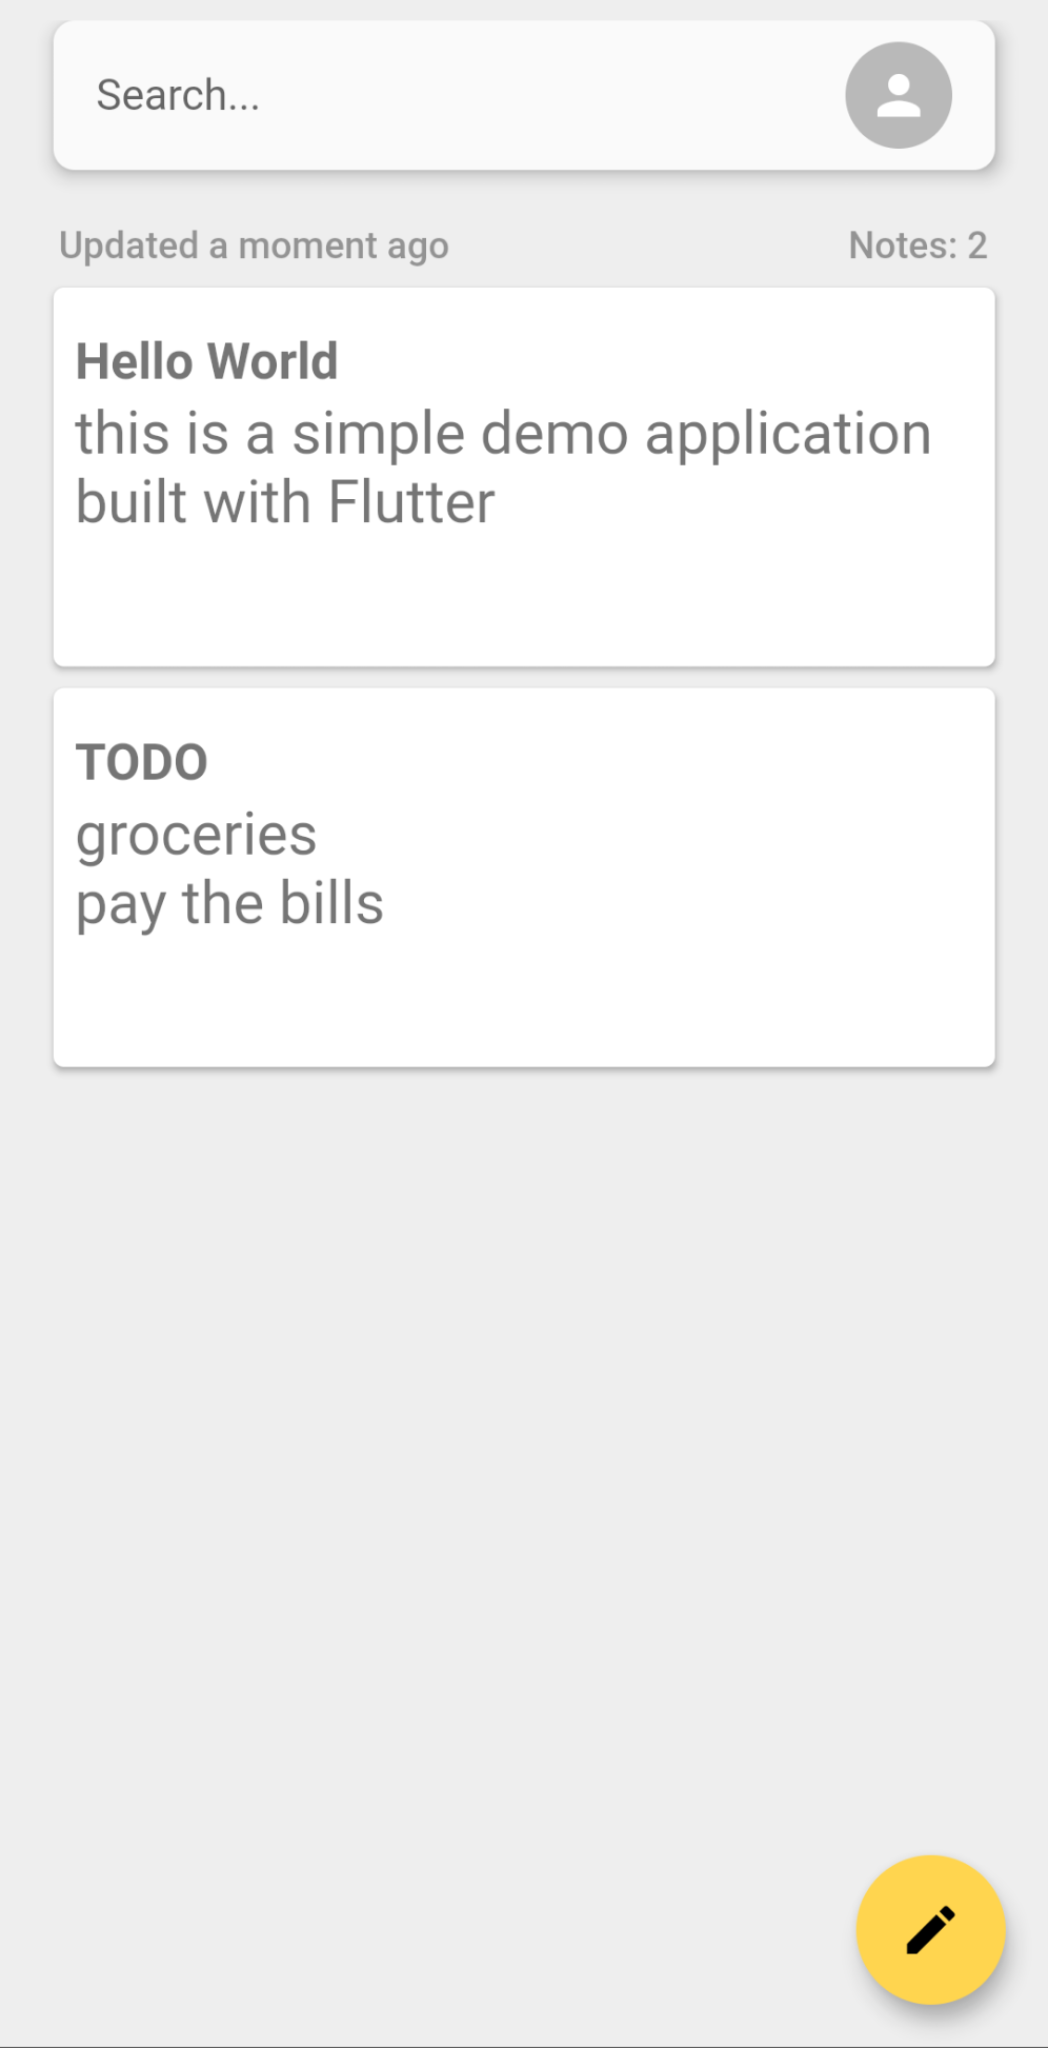 Search...
Updated a moment ago
Notes: 2
Hello World
this is a simple demo application
built with Flutter
TODO
groceries
pay the bills